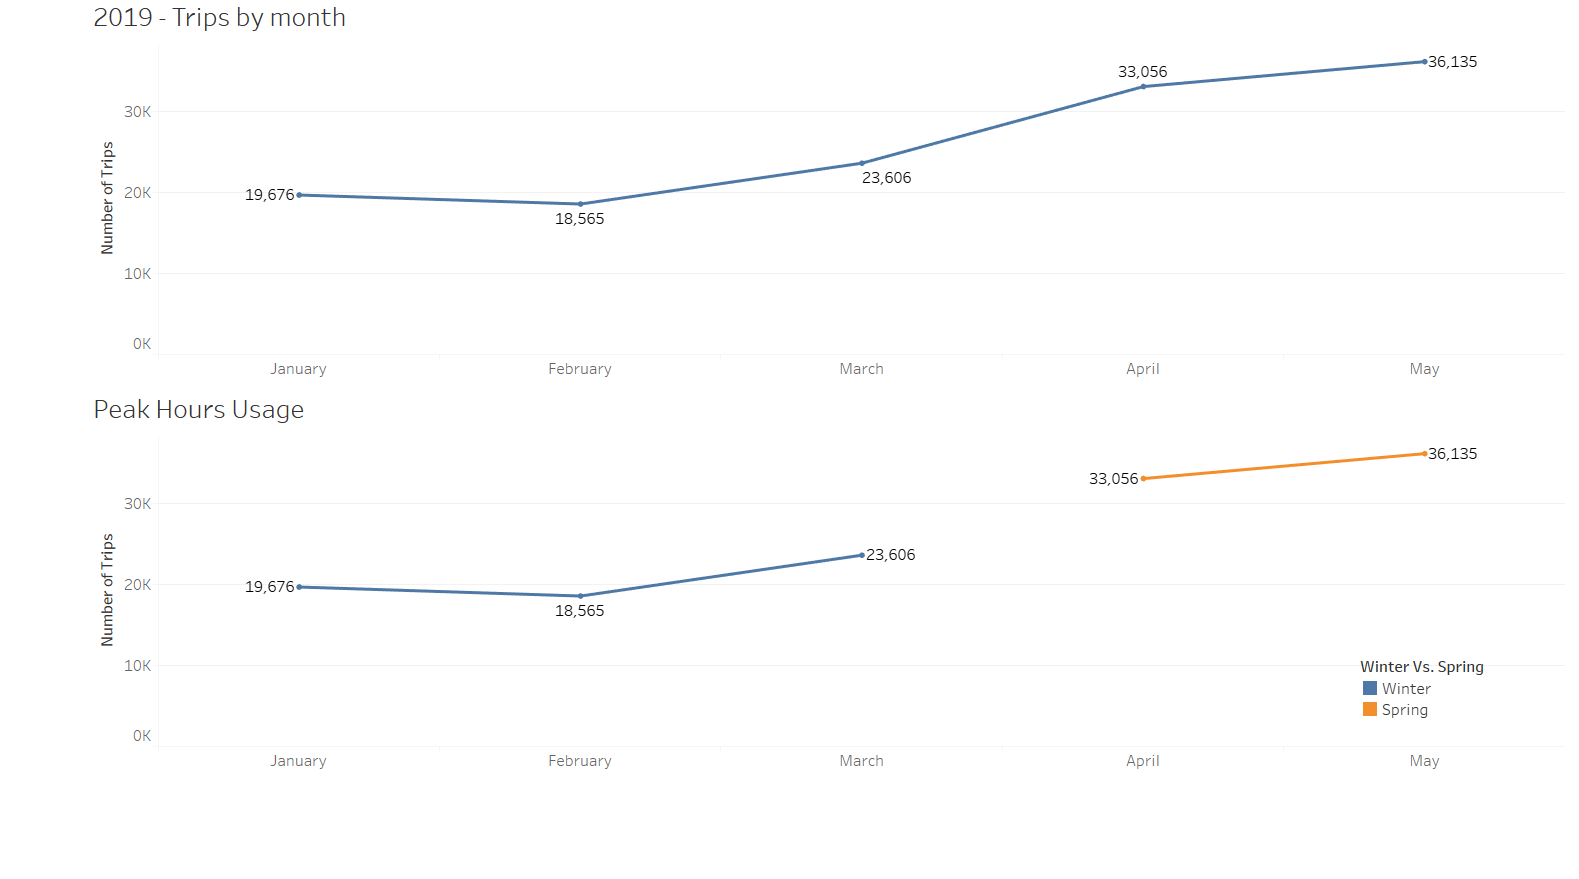 2019 - Trips by month
33,056
36,135
30K
Number of Trips
19,676
20K
23,606
18,565
10K
0K
January February March April May
Peak Hours Usage
33,056
36,135
30K
Number of Trips
23,606
19,676
20K
18,565
10K
Winter Vs. Spring
Winter
Spring
0K
January February March April May